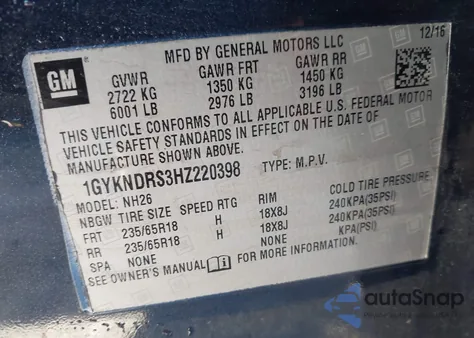 12/16
MFD BY GENERAL MOTORS LLC
GM
GVWR GAWR FRT GAWR RR
2722 KG 1350 KG 1450 KG
6001 LB 2976 LB 3196 LB
THIS VEHICLE CONFORMS TO ALL APPLICABLE U.S. FEDERAL MOTOR
VEHICLE SAFETY STANDARDS IN EFFECT ON THE DATE OF
MANUFACTURE SHOWN ABOVE.
1GYKNDRS3HZ220398 TYPE: M.P.V.
MODEL: NH26
NBGW TIRE SIZE SPEED RTG RIM COLD TIRE PRESSURE
FRT 235/65R18 H 18X8J 240KPA(35PSI)
RR 235/65R18 H 18X8J 240KPA(35PSI)
SPA NONE NONE KPA(PSI)
SEE OWNER'S MANUAL FOR MORE INFORMATION.
autoSnap